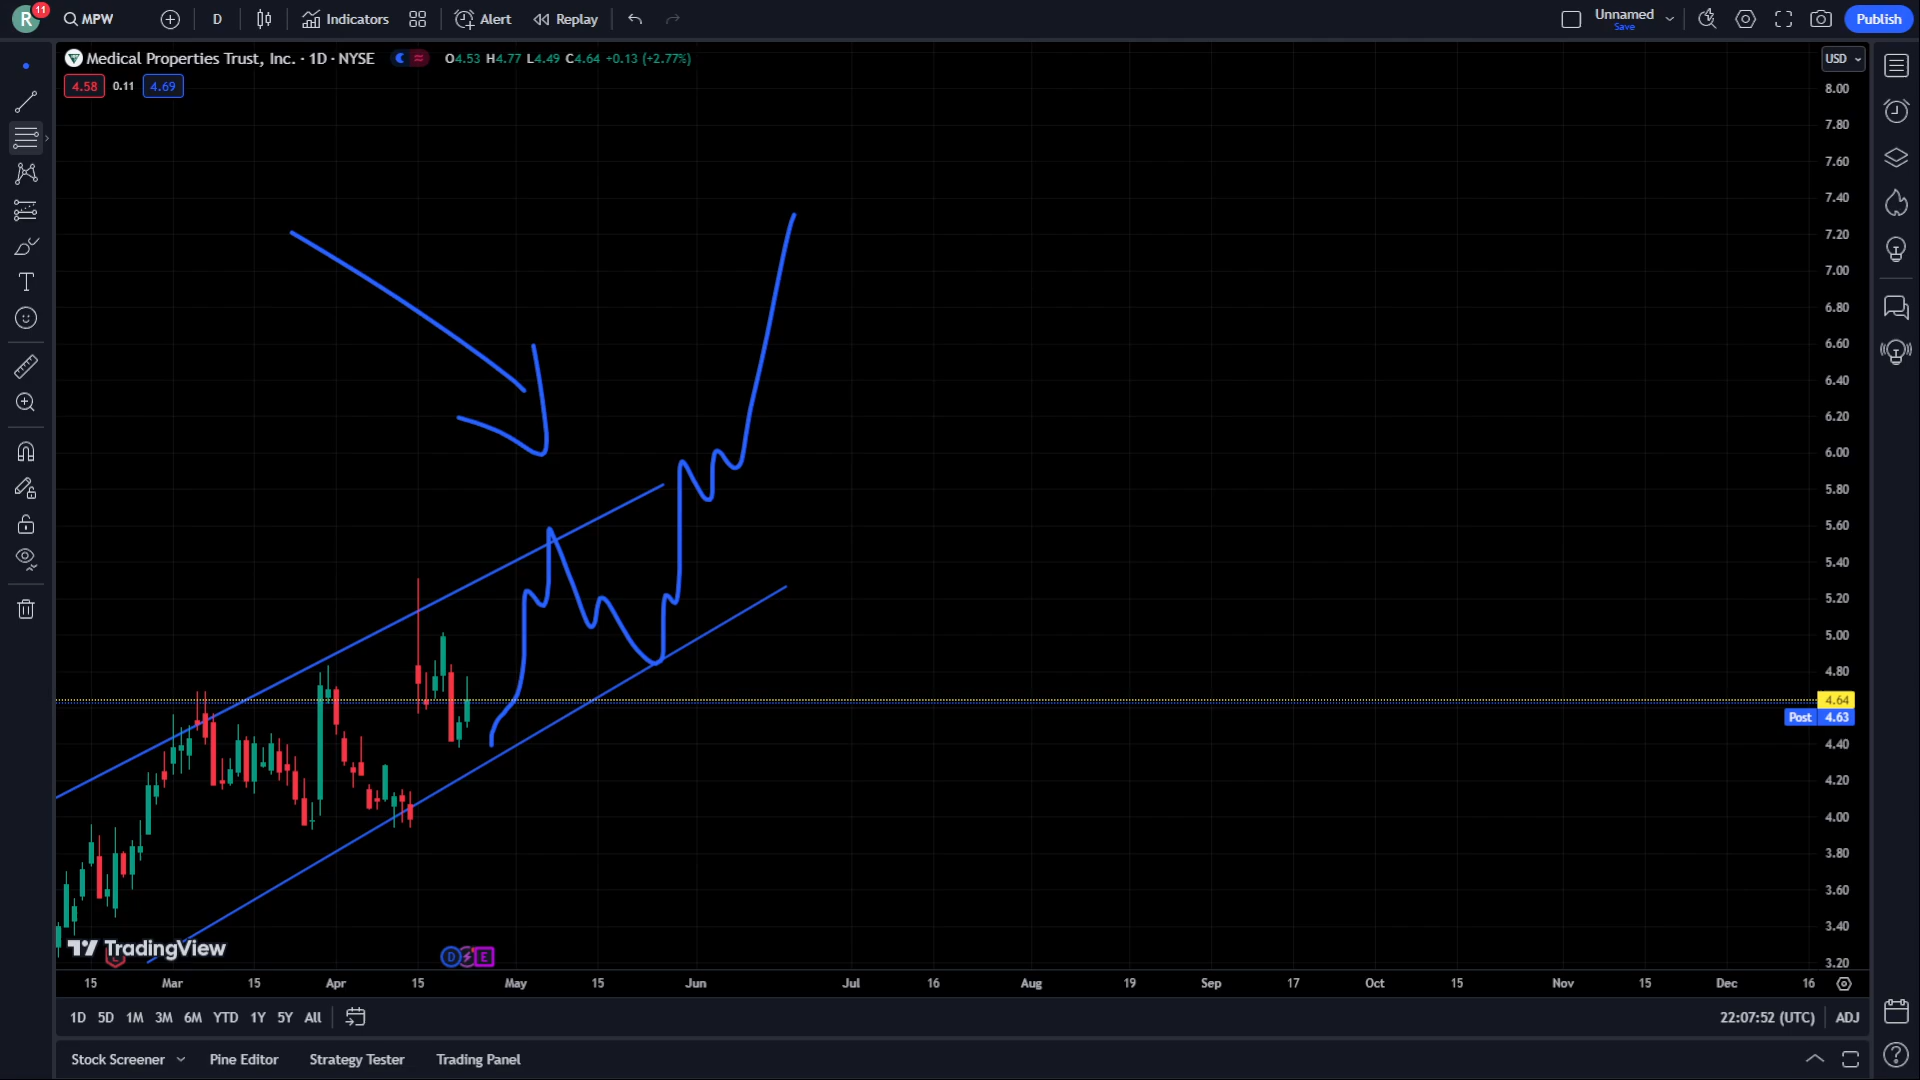 R 11 MPW D Indicators Alert Replay Unnamed Save Publish
Medical Properties Trust, Inc. · 1D · NYSE O4.53 H4.77 L4.49 C4.64 +0.13 (+2.77%) USD
4.58 0.11 4.69
8.00
7.80
7.60
7.40
7.20
7.00
6.80
6.60
6.40
6.20
6.00
5.80
5.60
5.40
5.20
5.00
4.80
4.64
Post 4.63
4.40
4.20
4.00
3.80
3.60
3.40
3.20
TradingView
D E
15 Mar 15 Apr 15 May 15 Jun Jul 16 Aug 19 Sep 17 Oct 15 Nov 15 Dec 16
1D 5D 1M 3M 6M YTD 1Y 5Y All 22:07:52 (UTC) ADJ
Stock Screener Pine Editor Strategy Tester Trading Panel